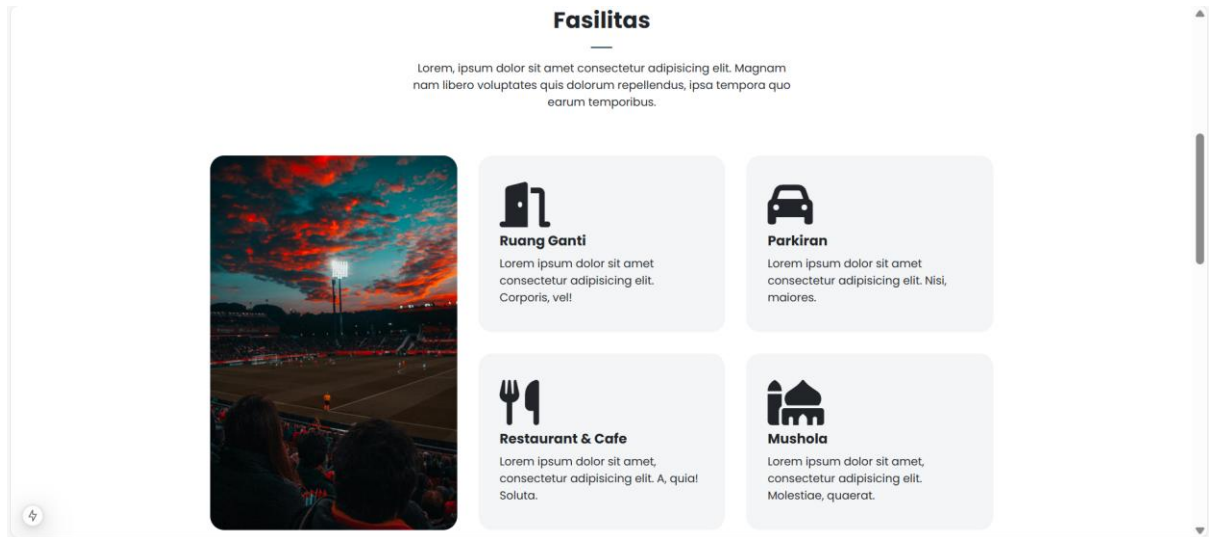 Fasilitas
Lorem, ipsum dolor sit amet consectetur adipisicing elit. Magnam
nam libero voluptates quis dolorum repellendus, ipsa tempora quo
earum temporibus.
Ruang Ganti
Lorem ipsum dolor sit amet
consectetur adipisicing elit.
Corporis, vel!
Parkiran
Lorem ipsum dolor sit amet
consectetur adipisicing elit. Nisi,
maiores.
Restaurant & Cafe
Lorem ipsum dolor sit amet,
consectetur adipisicing elit. A, quia!
Soluta.
Mushola
Lorem ipsum dolor sit amet,
consectetur adipisicing elit.
Molestiae, quaerat.